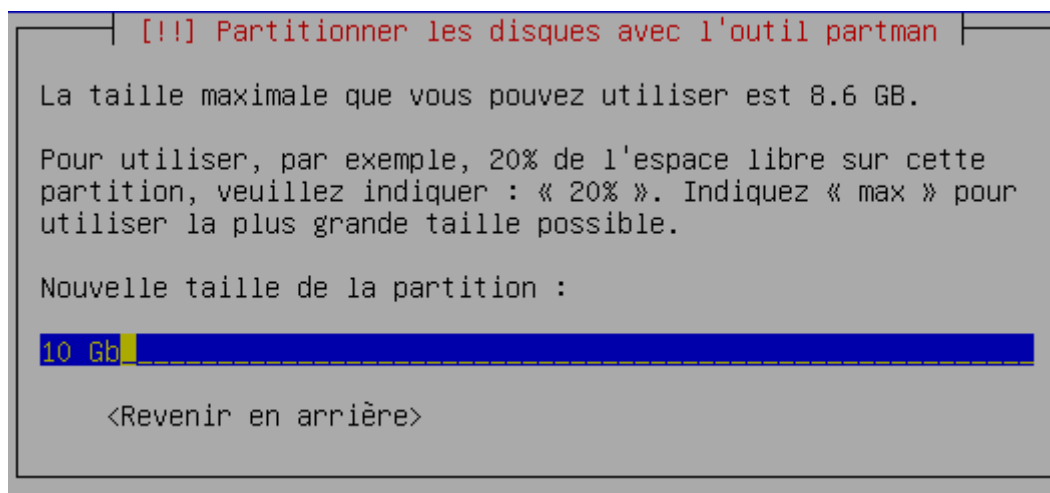 [!!] Partitionner les disques avec l'outil partman
La taille maximale que vous pouvez utiliser est 8.6 GB.
Pour utiliser, par exemple, 20% de l'espace libre sur cette
partition, veuillez indiquer : « 20% ». Indiquez « max » pour
utiliser la plus grande taille possible.
Nouvelle taille de la partition :
10 Gb
<Revenir en arrière>